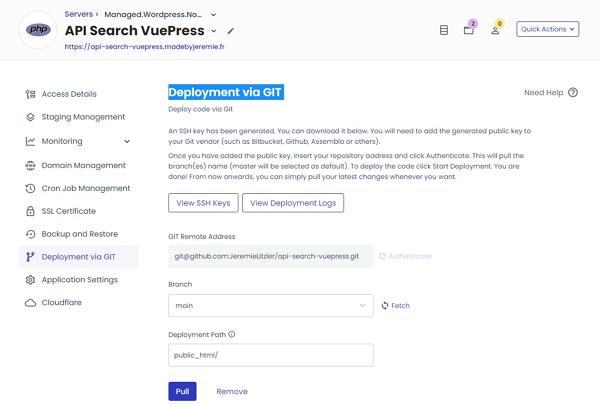 php
Servers › Managed.Wordpress.No...
API Search VuePress
https://api-search-vuepress.madebyjeremie.fr
2
0
Quick Actions
Access Details
Staging Management
Monitoring
Domain Management
Cron Job Management
SSL Certificate
Backup and Restore
Deployment via GIT
Application Settings
Cloudflare
Deployment via GIT
Need Help
Deploy code via Git
An SSH key has been generated. You can download it below. You will need to add the generated public key to
your Git vendor (such as Bitbucket, Github, Assembla or others).
Once you have added the public key, insert your repository address and click Authenticate. This will pull the
branch(es) name (master will be selected as default). To deploy the code click Start Deployment. You are
done! From now onwards, you can simply pull your latest changes whenever you want.
View SSH Keys
View Deployment Logs
GIT Remote Address
git@github.com:JeremieLitzler/api-search-vuepress.git
Authenticate
Branch
main
Fetch
Deployment Path
public_html/
Pull
Remove